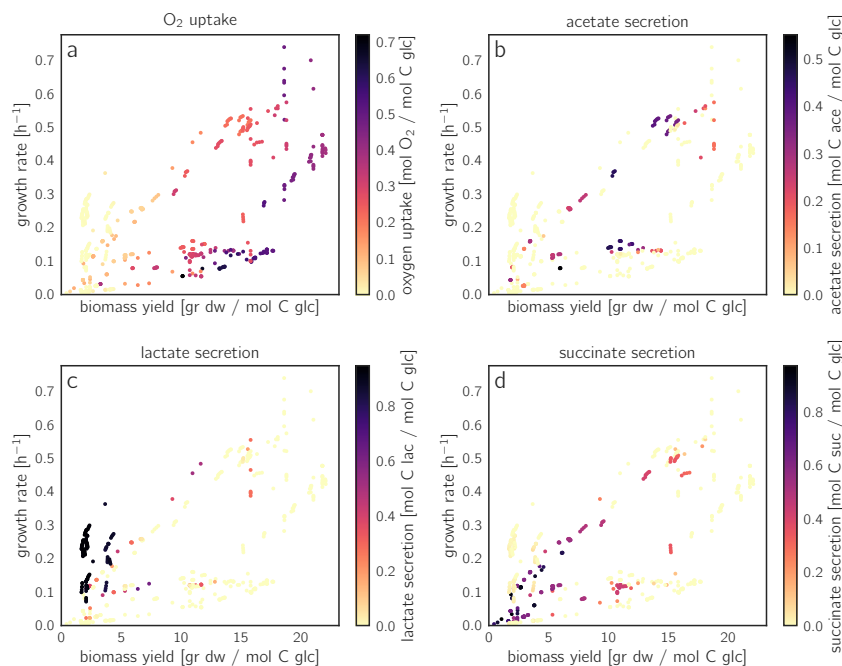 O₂ uptake
a
growth rate [h⁻¹]
0.7
0.6
0.5
0.4
0.3
0.2
0.1
0.0
biomass yield [gr dw / mol C glc]
0.7
0.6
0.5
0.4
0.3
0.2
0.1
0.0
oxygen uptake [mol O₂ / mol C glc]
acetate secretion
b
growth rate [h⁻¹]
0.7
0.6
0.5
0.4
0.3
0.2
0.1
0.0
biomass yield [gr dw / mol C glc]
0.5
0.4
0.3
0.2
0.1
0.0
acetate secretion [mol C ace / mol C glc]
lactate secretion
c
growth rate [h⁻¹]
0.7
0.6
0.5
0.4
0.3
0.2
0.1
0.0
0 5 10 15 20
biomass yield [gr dw / mol C glc]
0.8
0.6
0.4
0.2
0.0
lactate secretion [mol C lac / mol C glc]
succinate secretion
d
growth rate [h⁻¹]
0.7
0.6
0.5
0.4
0.3
0.2
0.1
0.0
0 5 10 15 20
biomass yield [gr dw / mol C glc]
0.8
0.6
0.4
0.2
0.0
succinate secretion [mol C suc / mol C glc]